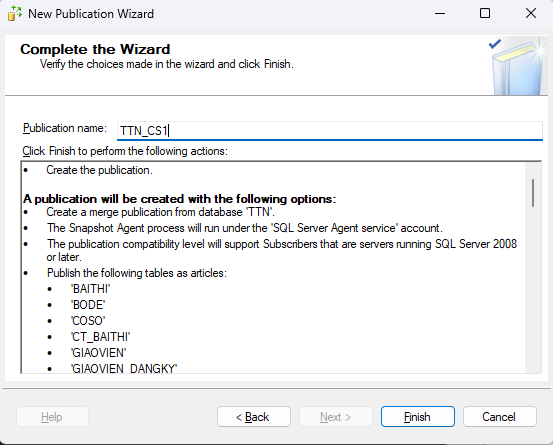 New Publication Wizard
Complete the Wizard
Verify the choices made in the wizard and click Finish.
Publication name: TTN_CS1
Click Finish to perform the following actions:
• Create the publication.
A publication will be created with the following options:
• Create a merge publication from database 'TTN'.
• The Snapshot Agent process will run under the 'SQL Server Agent service' account.
• The publication compatibility level will support Subscribers that are servers running SQL Server 2008
or later.
• Publish the following tables as articles:
• 'BAITHI'
• 'BODE'
• 'COSO'
• 'CT_BAITHI'
• 'GIAOVIEN'
• 'GIAOVIEN_DANGKY'
Help
< Back
Next >
Finish
Cancel